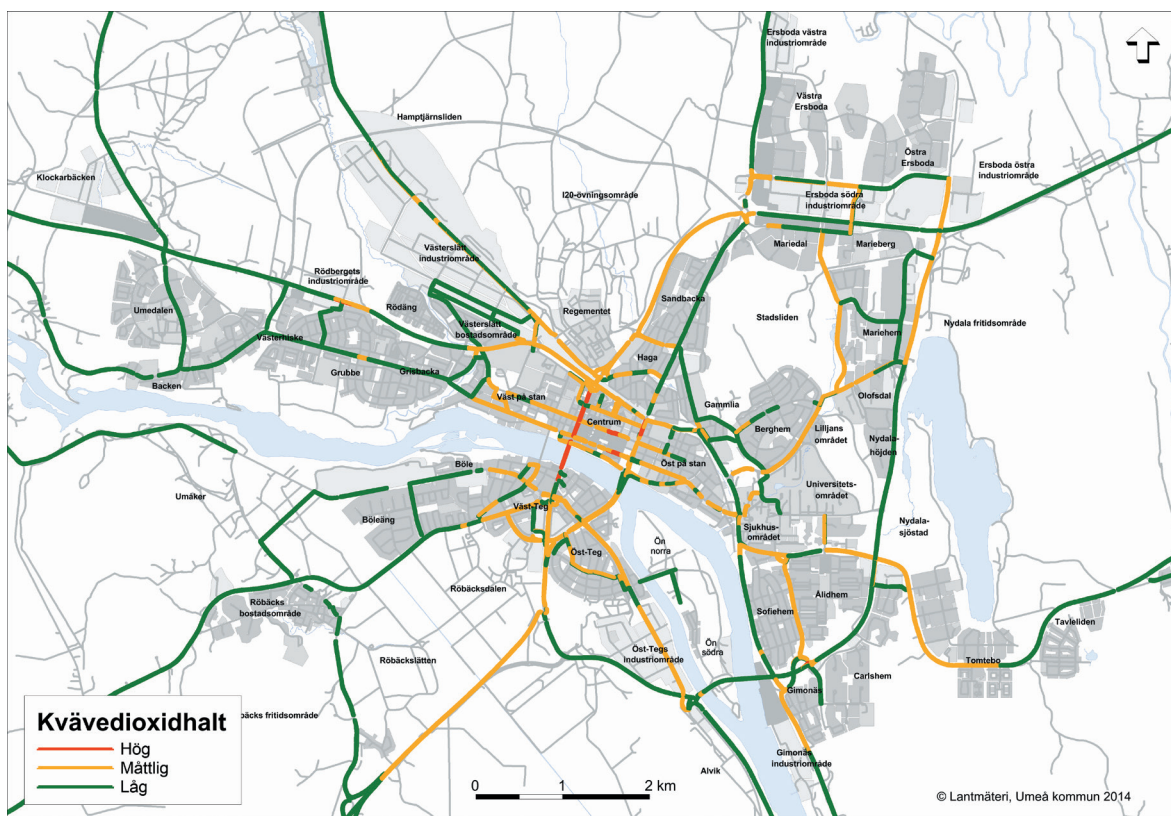 Ersboda västra
industriområde
Västra
Ersboda
Hamptjärnsliden
Östra
Ersboda
Ersboda östra
industriområde
Klockarbäcken
I20-övningsområde
Ersboda södra
industriområde
Västerslätt
industriområde
Mariedal
Marieberg
Rödbergets
industriområde
Umedalen
Rödäng
Regementet
Sandbacka
Stadsliden
Västerslätt
bostadsområde
Mariehem
Nydala fritidsområde
Västerhiske
Haga
Backen
Grubbe
Grisbacka
Väst på stan
Gammlia
Olofsdal
Centrum
Berghem
Lilljans
området
Nydala-
höjden
Böle
Öst på stan
Umåker
Universitets-
området
Väst-Teg
Böleäng
Sjukhus-
området
Nydala-
sjöstad
Ön
norra
Öst-Teg
Röbäcksdalen
Ålidhem
Röbäcks
bostadsområde
Sofiehem
Tavleliden
Ön
södra
Öst-Tegs
industriområde
Röbäckslätten
Tomtebo
Carlshem
Gimonäs
Kvävedioxidhalt
bäcks fritidsområde
Hög
Måttlig
Låg
Gimonäs
industriområde
Alvik
0 1 2 km
© Lantmäteri, Umeå kommun 2014